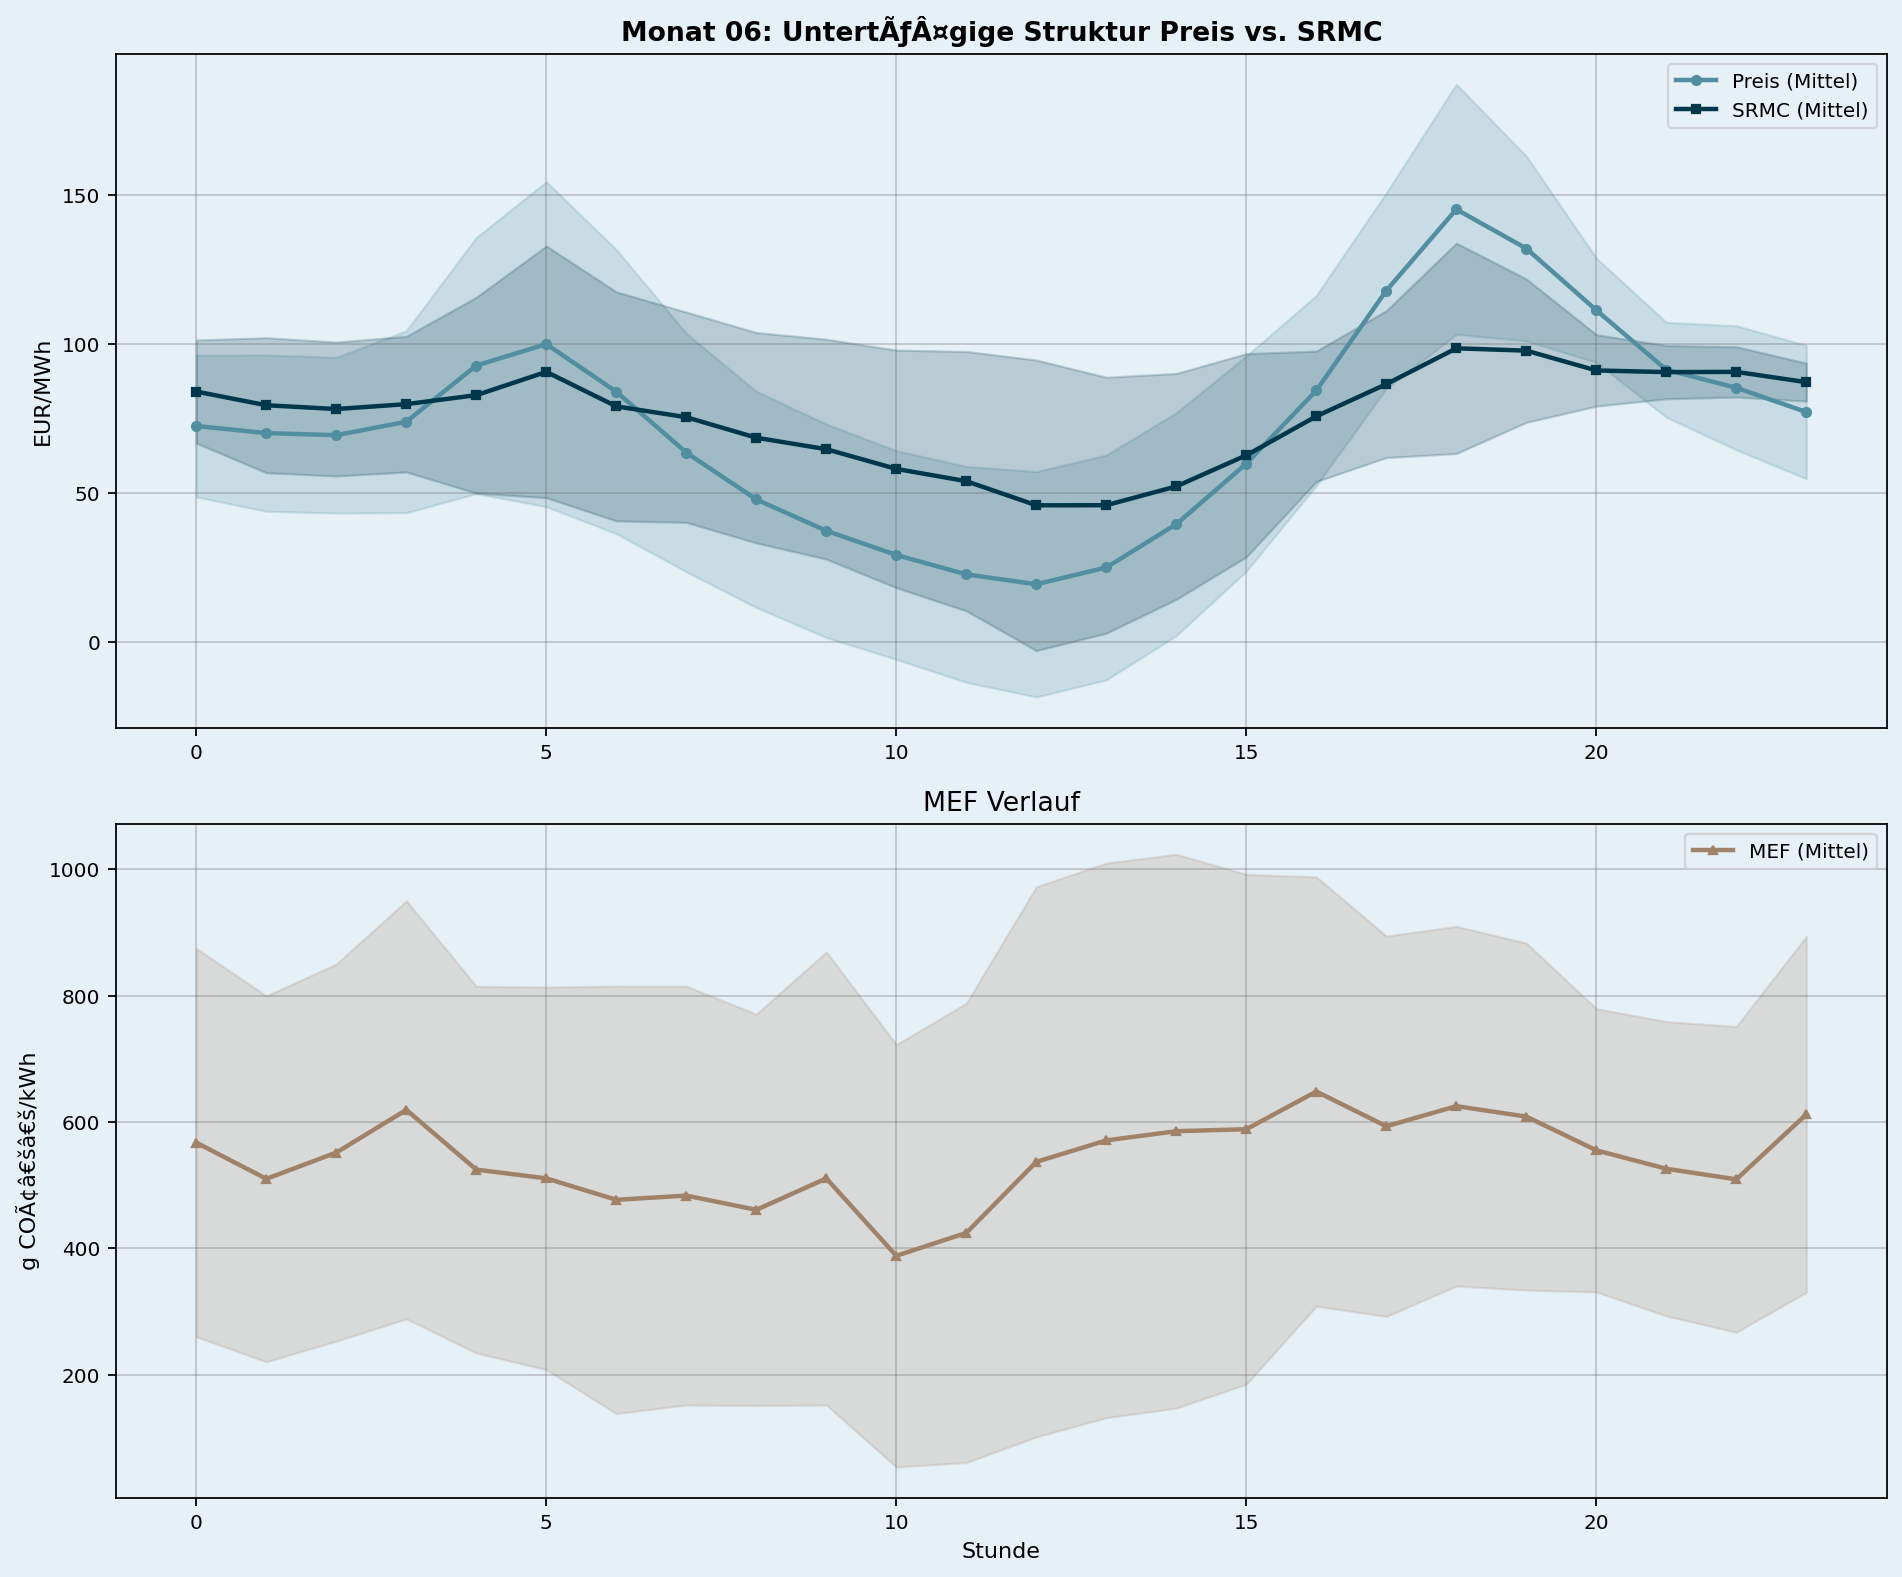 Monat 06: UntertÃƒÂ¤gige Struktur Preis vs. SRMC
Preis (Mittel)
SRMC (Mittel)
EUR/MWh
150
100
50
0
0 5 10 15 20
MEF Verlauf
MEF (Mittel)
g COÃ¢â€šâ€š/kWh
1000
800
600
400
200
0 5 10 15 20
Stunde